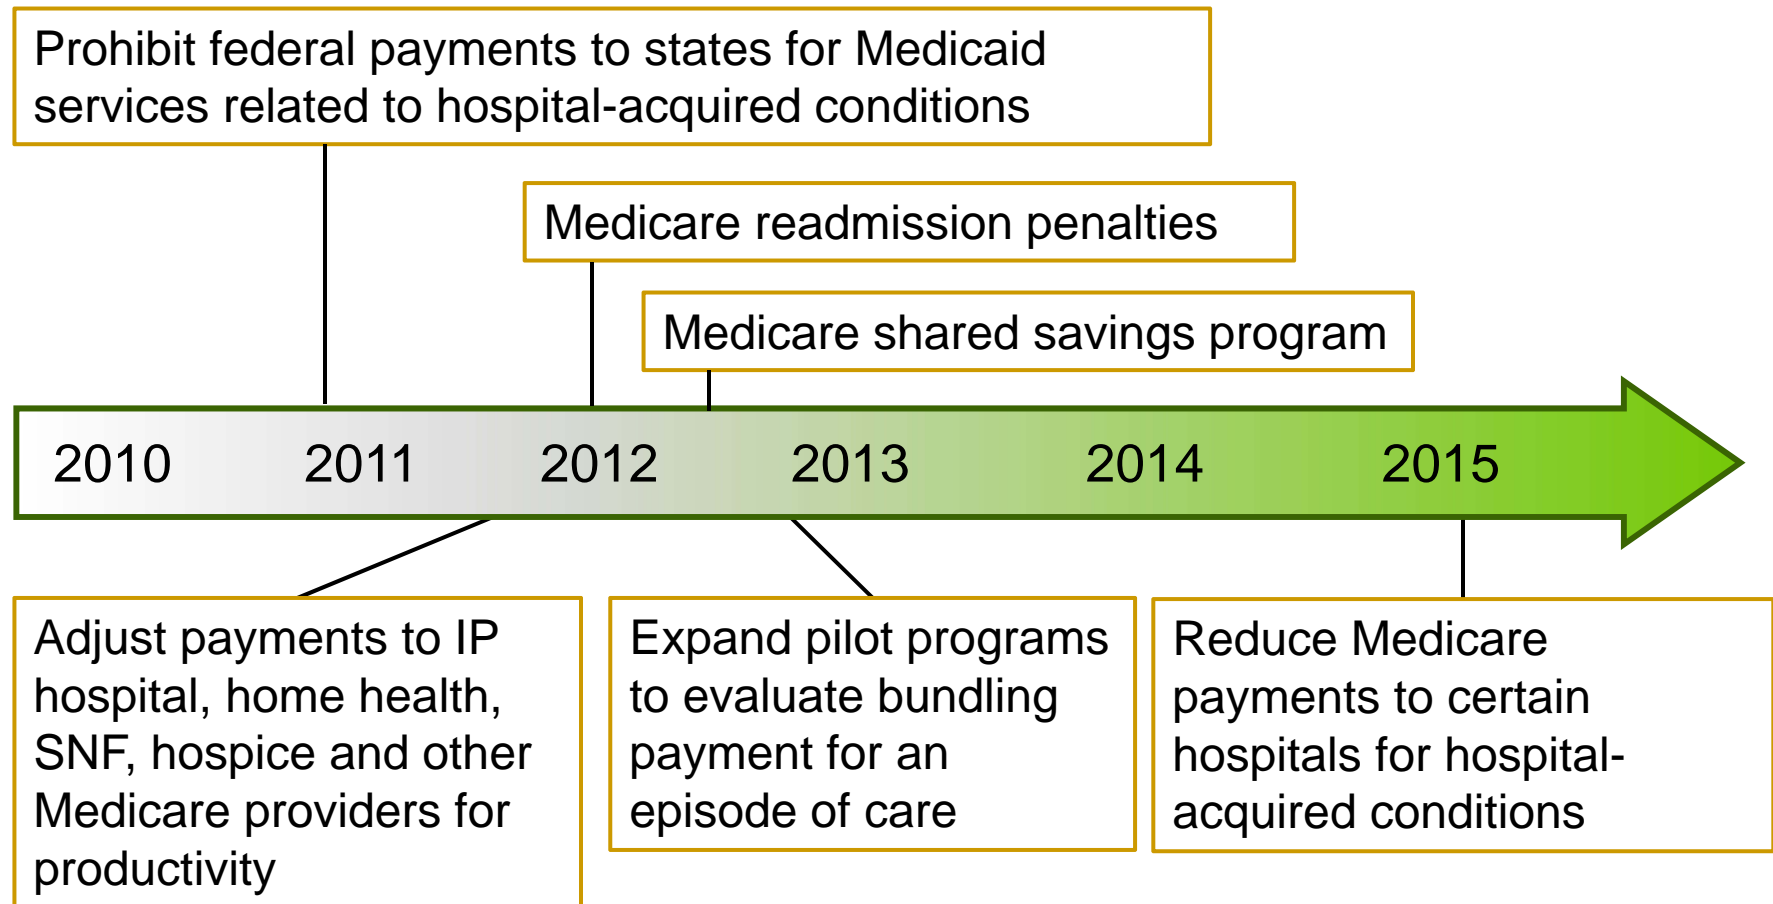 Prohibit federal payments to states for Medicaid
services related to hospital-acquired conditions
Medicare readmission penalties
Medicare shared savings program
2010 2011 2012 2013 2014 2015
Adjust payments to IP
hospital, home health,
SNF, hospice and other
Medicare providers for
productivity
Expand pilot programs
to evaluate bundling
payment for an
episode of care
Reduce Medicare
payments to certain
hospitals for hospital-
acquired conditions